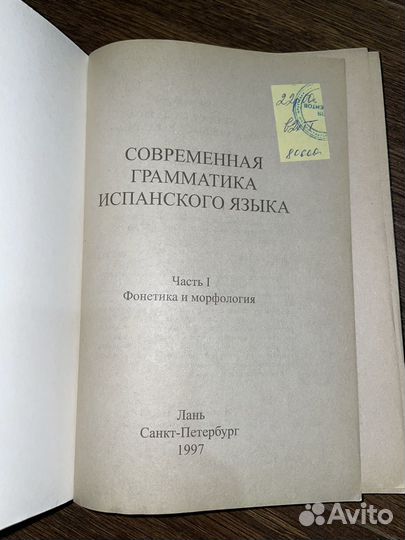 СОВРЕМЕННАЯ
ГРАММАТИКА
ИСПАНСКОГО ЯЗЫКА
Часть I
Фонетика и морфология
Лань
Санкт-Петербург
1997
Avito